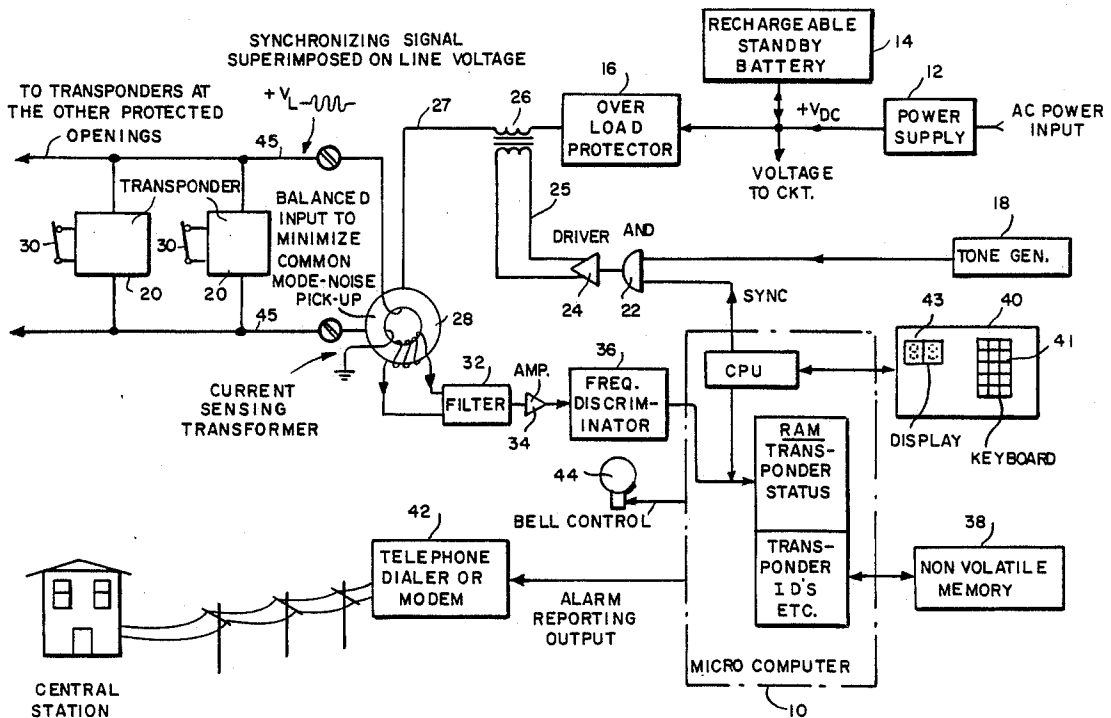 SYNCHRONIZING SIGNAL
SUPERIMPOSED ON LINE VOLTAGE
+VL
TO TRANSPONDERS AT
THE OTHER PROTECTED
OPENINGS
RECHARGEABLE
STANDBY
BATTERY
14
16
OVER
LOAD
PROTECTOR
26
27
12
+VDC
POWER
SUPPLY
AC POWER
INPUT
VOLTAGE
TO CKT.
45
TRANSPONDER
30
20
30
20
BALANCED
INPUT TO
MINIMIZE
COMMON
MODE-NOISE
PICK-UP
25
DRIVER
AND
24
22
18
TONE GEN.
SYNC
45
28
CURRENT
SENSING
TRANSFORMER
32
FILTER
AMP.
34
36
FREQ.
DISCRIM-
INATOR
CPU
43
40
41
DISPLAY
KEYBOARD
RAM
TRANS-
PONDER
STATUS
44
BELL CONTROL
42
TELEPHONE
DIALER OR
MODEM
ALARM
REPORTING
OUTPUT
TRANS-
PONDER
ID'S
ETC.
38
NON VOLATILE
MEMORY
MICRO COMPUTER
10
CENTRAL
STATION